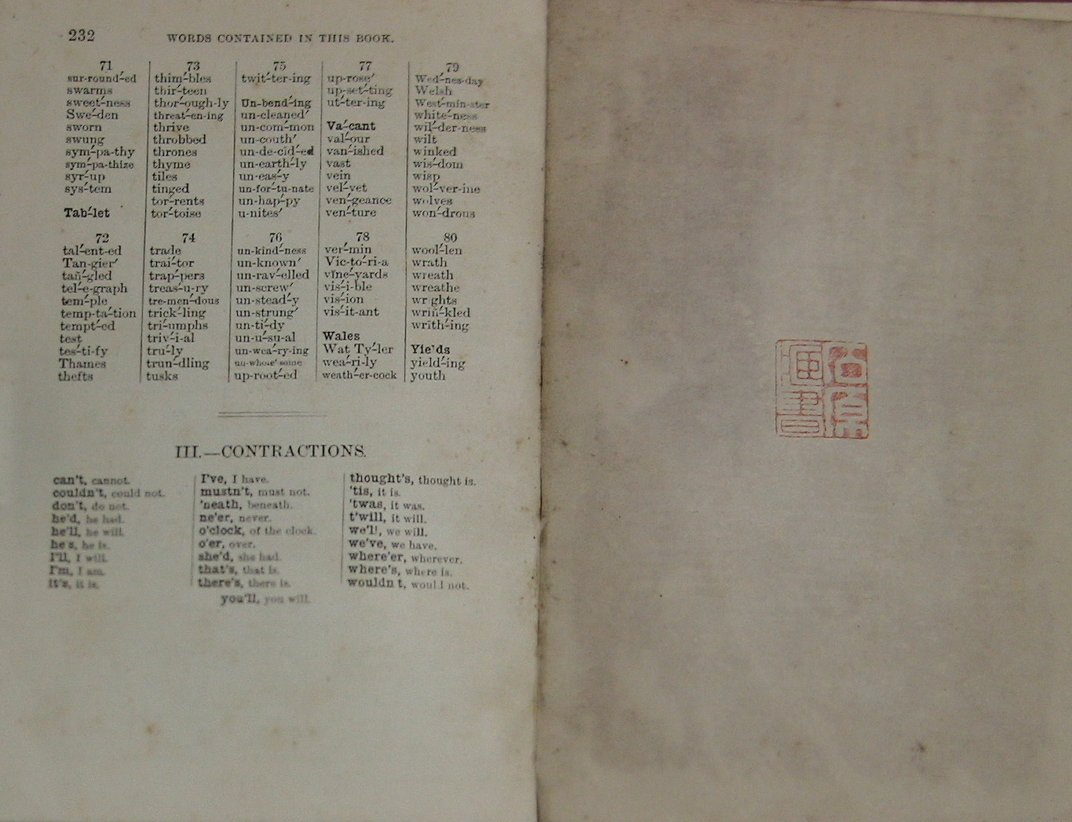 232
WORDS CONTAINED IN THIS BOOK.
71
sur-round´-ed
swarms
sweet´-ness
Swe´-den
sworn
swung
sym´-pa-thy
sym´-pa-thize
syr´-up
sys´-tem
Tab´-let
72
tal´-ent-ed
Tan-gier´
tañ´-gled
tel´-e-graph
tem´-ple
temp-ta´-tion
tempt´-ed
test
tes´-ti-fy
Thames
thefts
73
thim´-bles
thir´-teen
thor´-ough-ly
threat´-en-ing
thrive
throbbed
thrones
thyme
tiles
tinged
tor´-rents
tor´-toise
74
trade
trai´-tor
trap´-pers
treas´-u-ry
tre-men´-dous
trick´-ling
tri´-umphs
triv´-i-al
tru´-ly
trun´-dling
tusks
75
twit´-ter-ing
Un-bend´-ing
un-cleaned´
un-com´-mon
un-couth´
un-de-cid´-ed
un-earth´-ly
un-eas´-y
un-for´-tu-nate
un-hap´-py
u-nites´
76
un-kind´-ness
un-known´
un-rav´-elled
un-screw´
un-stead´-y
un-strung´
un-ti´-dy
un-u´-su-al
un-wea´-ry-ing
un-whole´some
up-root´-ed
77
up-rose´
up-set´-ting
ut´-ter-ing
Va´-cant
val´-our
van´-ished
vast
vein
vel´-vet
ven´-geance
ven´-ture
78
ver´-min
Vic-to´-ri-a
vine´-yards
vis´-i-ble
vis´-ion
vis´-it-ant
Wales
Wat Ty´-ler
wea´-ri-ly
weath´-er-cock
79
Wed´-nes-day
Welsh
West´-min-ster
white´-ness
wil´-der-ness
wilt
winked
wis´-dom
wisp
wol´-ver-ine
wolves
won´-drous
80
wool´-len
wrath
wreath
wreathe
wr ghts
wriñ´-kled
writh´-ing
Yie'ds
yield´-ing
youth
III.—CONTRACTIONS.
can't, cannot.
couldn't, could not.
don't, do not.
he'd, he had.
he'll, he will.
he's, he is.
I'll, I will.
I'm, I am.
it's, it is.
I've, I have.
mustn't, must not.
'neath, beneath.
ne'er, never.
o'clock, of the clock.
o'er, over.
she'd, she had.
that's, that is.
there's, there is.
thought's, thought is.
'tis, it is.
'twas, it was.
t'will, it will.
we'll, we will.
we've, we have.
where'er, wherever.
where's, where is.
wouldn t, would not.
you'll, you will.